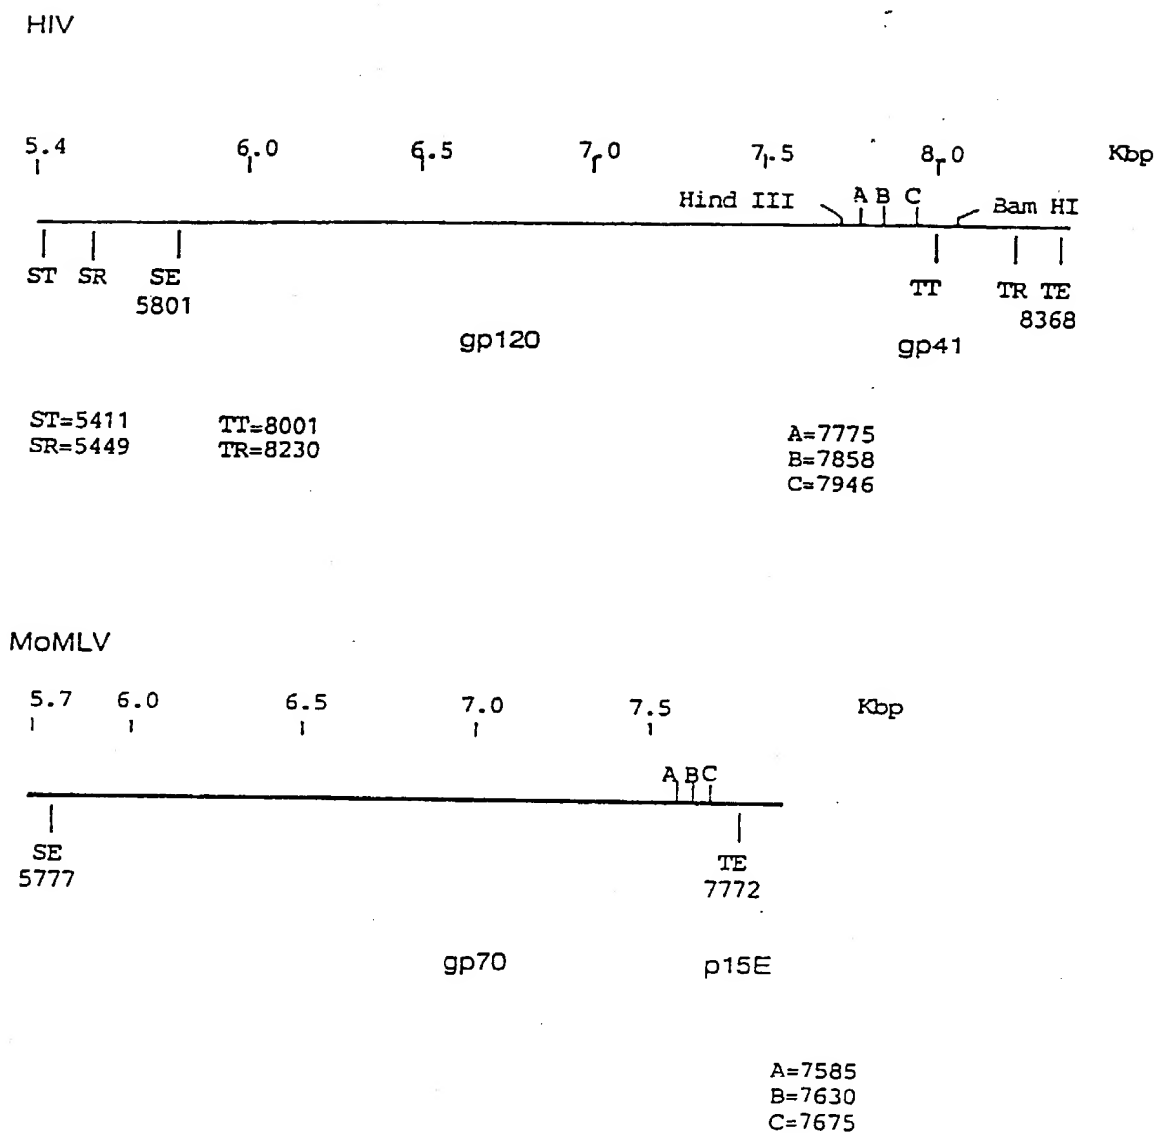 HIV
5.4 6.0 6.5 7.0 7.5 8.0 Kbp
Hind III A B C Bam HI
ST SR SE TT TR TE
5801 8368
gp120 gp41
ST=5411 TT=8001
SR=5449 TR=8230
A=7775
B=7858
C=7946
MoMLV
5.7 6.0 6.5 7.0 7.5 Kbp
A B C
SE TE
5777 7772
gp70 p15E
A=7585
B=7630
C=7675